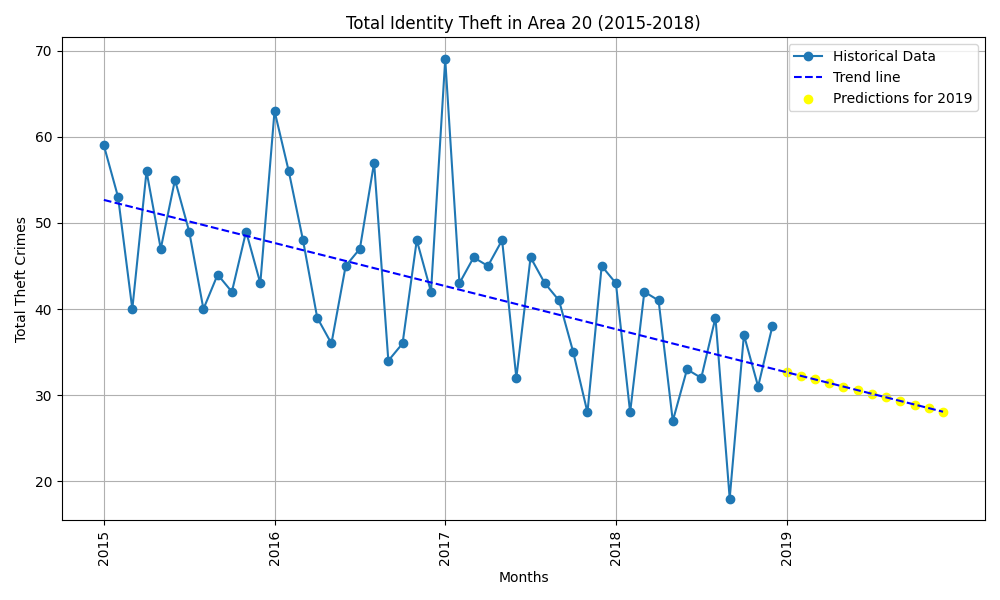 Total Identity Theft in Area 20 (2015-2018)
Historical Data
Trend line
Predictions for 2019
Total Theft Crimes
70
60
50
40
30
20
2015
2016
2017
2018
2019
Months